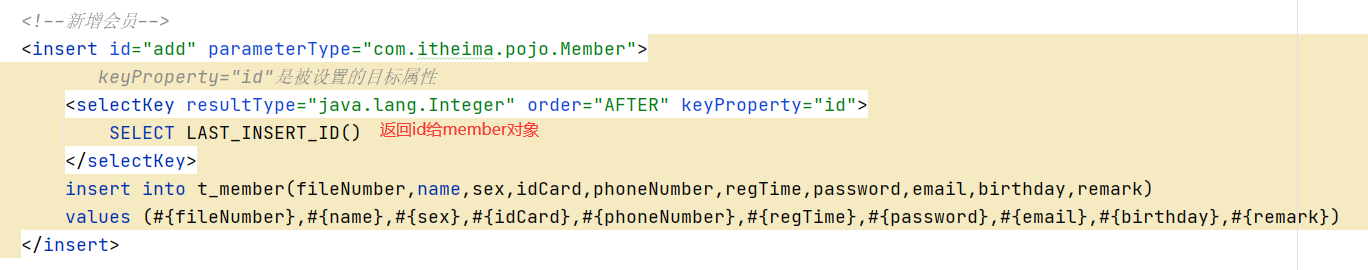 <!--新增会员-->
<insert id="add" parameterType="com.itheima.pojo.Member">
keyProperty="id"是被设置的目标属性
<selectKey resultType="java.lang.Integer" order="AFTER" keyProperty="id">
SELECT LAST_INSERT_ID() 返回id给member对象
</selectKey>
insert into t_member(fileNumber,name,sex,idCard,phoneNumber,regTime,password,email,birthday,remark)
values (#{fileNumber},#{name},#{sex},#{idCard},#{phoneNumber},#{regTime},#{password},#{email},#{birthday},#{remark})
</insert>